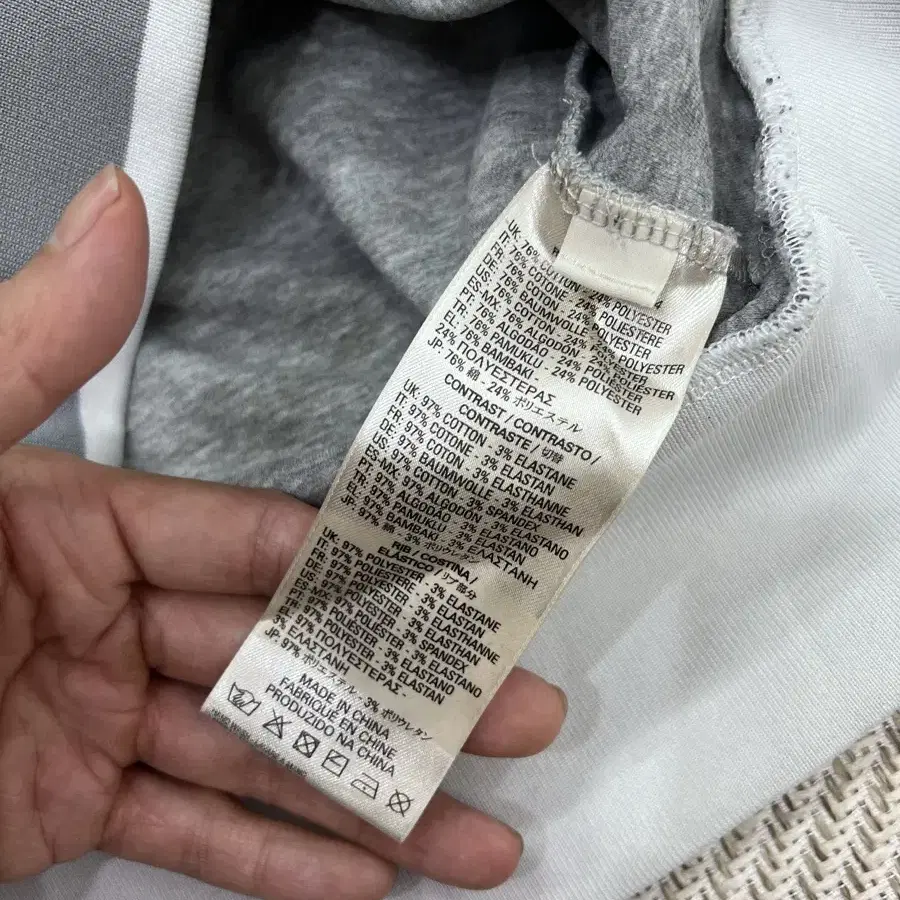 UK: 76% COTTON - 24% POLYESTER
IT: 76% COTONE - 24% POLIESTERE
FR: 76% COTON - 24% POLYESTER
DE: 76% BAUMWOLLE - 24% POLYESTER
US: 76% COTTON - 24% POLYESTER
ES-MX: 76% ALGODÓN - 24% POLIÉSTER
PT: 76% ALGODÃO - 24% POLIÉSTER
TR: 76% PAMUKLU - 24% POLYESTER
EL: 76% ΒΑΜΒΑΚΙ -
24% ΠΟΛΥΕΣΤΕΡΑΣ
JP: 76% 綿 - 24% ポリエステル
CONTRAST / CONTRASTO /
CONTRASTE / 切替
UK: 97% COTTON - 3% ELASTANE
IT: 97% COTONE - 3% ELASTAN
FR: 97% COTON - 3% ELASTHANNE
DE: 97% BAUMWOLLE - 3% ELASTHAN
US: 97% COTTON - 3% SPANDEX
ES-MX: 97% ALGODÓN - 3% ELASTANO
PT: 97% ALGODÃO - 3% ELASTANO
TR: 97% PAMUKLU - 3% ELASTAN
EL: 97% ΒΑΜΒΑΚΙ - 3% ΕΛΑΣΤΑΝΗ
JP: 97% 綿 3% ポリウレタン
RIB / COSTINA /
ELÁSTICO / リブ部分
UK: 97% POLYESTER - 3% ELASTANE
IT: 97% POLIESTERE - 3% ELASTAN
FR: 97% POLYESTER - 3% ELASTHANNE
DE: 97% POLYESTER - 3% ELASTHAN
US: 97% POLYESTER - 3% SPANDEX
ES-MX: 97% POLIÉSTER - 3% ELASTANO
PT: 97% POLIÉSTER - 3% ELASTANO
TR: 97% POLYESTER - 3% ELASTAN
EL: 97% ΠΟΛΥΕΣΤΕΡΑΣ -
3% ΕΛΑΣΤΑΝΗ
JP: 97% ポリエステル - 3% ポリウレタン
MADE IN CHINA
FABRIQUÉ EN CHINE
PRODUZIDO NA CHINA